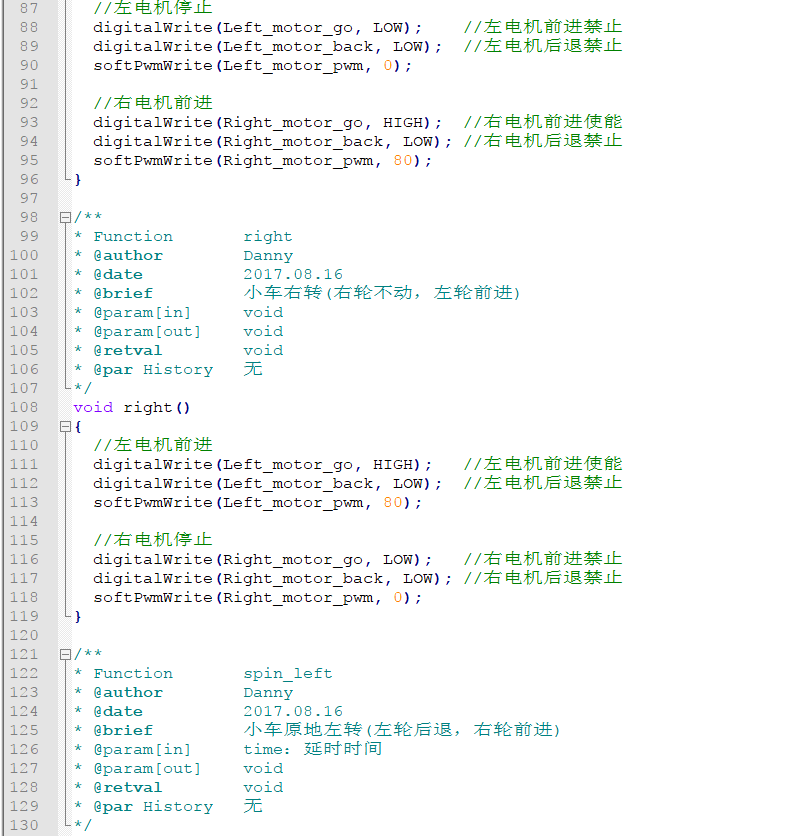 87 //左电机停止
88 digitalWrite(Left_motor_go, LOW); //左电机前进禁止
89 digitalWrite(Left_motor_back, LOW); //左电机后退禁止
90 softPwmWrite(Left_motor_pwm, 0);
91
92 //右电机前进
93 digitalWrite(Right_motor_go, HIGH); //右电机前进使能
94 digitalWrite(Right_motor_back, LOW); //右电机后退禁止
95 softPwmWrite(Right_motor_pwm, 80);
96 }
97
98 /**
99 * Function right
100 * @author Danny
101 * @date 2017.08.16
102 * @brief 小车右转(右轮不动，左轮前进)
103 * @param[in] void
104 * @param[out] void
105 * @retval void
106 * @par History 无
107 */
108 void right()
109 {
110 //左电机前进
111 digitalWrite(Left_motor_go, HIGH); //左电机前进使能
112 digitalWrite(Left_motor_back, LOW); //左电机后退禁止
113 softPwmWrite(Left_motor_pwm, 80);
114
115 //右电机停止
116 digitalWrite(Right_motor_go, LOW); //右电机前进禁止
117 digitalWrite(Right_motor_back, LOW); //右电机后退禁止
118 softPwmWrite(Right_motor_pwm, 0);
119 }
120
121 /**
122 * Function spin_left
123 * @author Danny
124 * @date 2017.08.16
125 * @brief 小车原地左转(左轮后退，右轮前进)
126 * @param[in] time：延时时间
127 * @param[out] void
128 * @retval void
129 * @par History 无
130 */